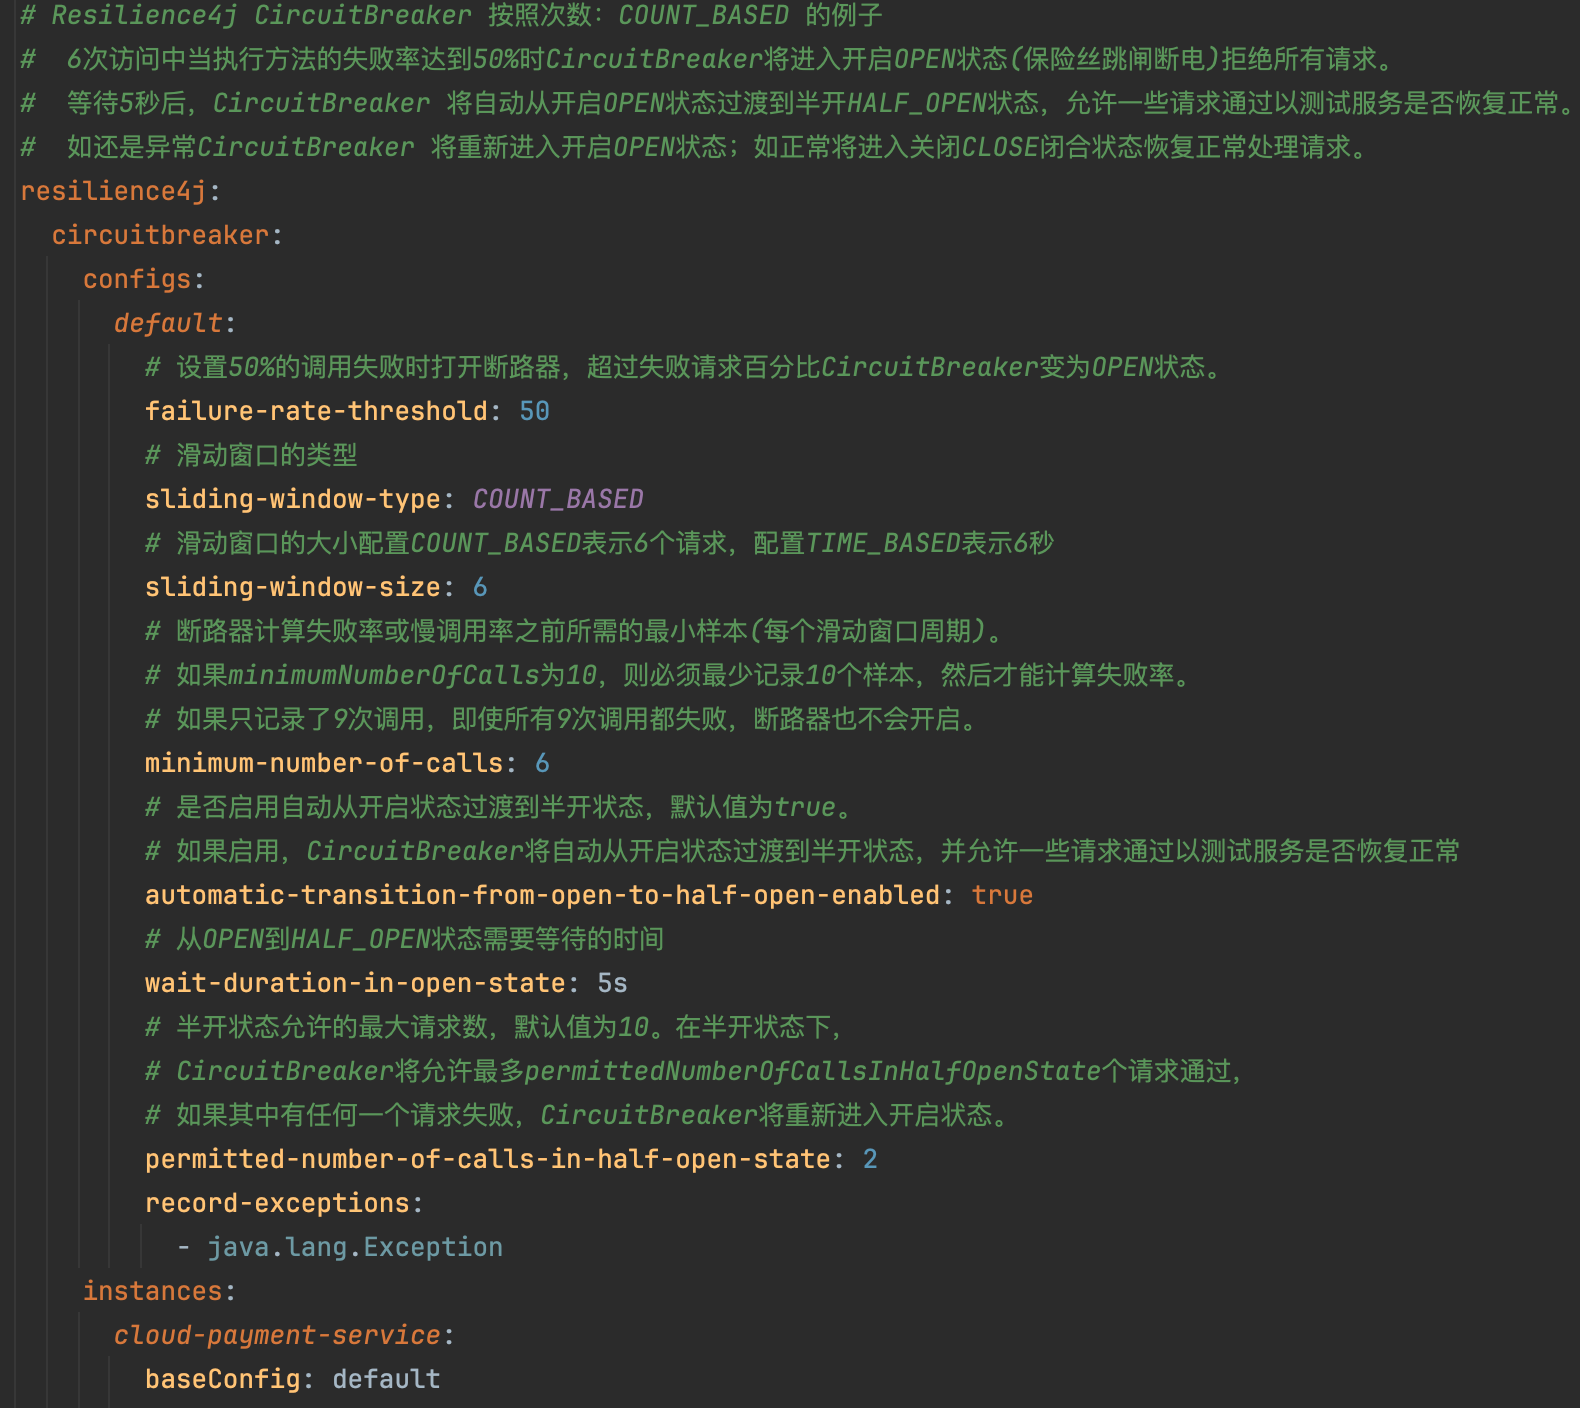 # Resilience4j CircuitBreaker 按照次数：COUNT_BASED 的例子
#  6次访问中当执行方法的失败率达到50%时CircuitBreaker将进入开启OPEN状态(保险丝跳闸断电)拒绝所有请求。
#  等待5秒后，CircuitBreaker 将自动从开启OPEN状态过渡到半开HALF_OPEN状态，允许一些请求通过以测试服务是否恢复正常。
#  如还是异常CircuitBreaker 将重新进入开启OPEN状态；如正常将进入关闭CLOSE闭合状态恢复正常处理请求。
resilience4j:
  circuitbreaker:
    configs:
      default:
        # 设置50%的调用失败时打开断路器，超过失败请求百分比CircuitBreaker变为OPEN状态。
        failure-rate-threshold: 50
        # 滑动窗口的类型
        sliding-window-type: COUNT_BASED
        # 滑动窗口的大小配置COUNT_BASED表示6个请求，配置TIME_BASED表示6秒
        sliding-window-size: 6
        # 断路器计算失败率或慢调用率之前所需的最小样本(每个滑动窗口周期)。
        # 如果minimumNumberOfCalls为10，则必须最少记录10个样本，然后才能计算失败率。
        # 如果只记录了9次调用，即使所有9次调用都失败，断路器也不会开启。
        minimum-number-of-calls: 6
        # 是否启用自动从开启状态过渡到半开状态，默认值为true。
        # 如果启用，CircuitBreaker将自动从开启状态过渡到半开状态，并允许一些请求通过以测试服务是否恢复正常
        automatic-transition-from-open-to-half-open-enabled: true
        # 从OPEN到HALF_OPEN状态需要等待的时间
        wait-duration-in-open-state: 5s
        # 半开状态允许的最大请求数，默认值为10。在半开状态下，
        # CircuitBreaker将允许最多permittedNumberOfCallsInHalfOpenState个请求通过，
        # 如果其中有任何一个请求失败，CircuitBreaker将重新进入开启状态。
        permitted-number-of-calls-in-half-open-state: 2
        record-exceptions:
          - java.lang.Exception
    instances:
      cloud-payment-service:
        baseConfig: default